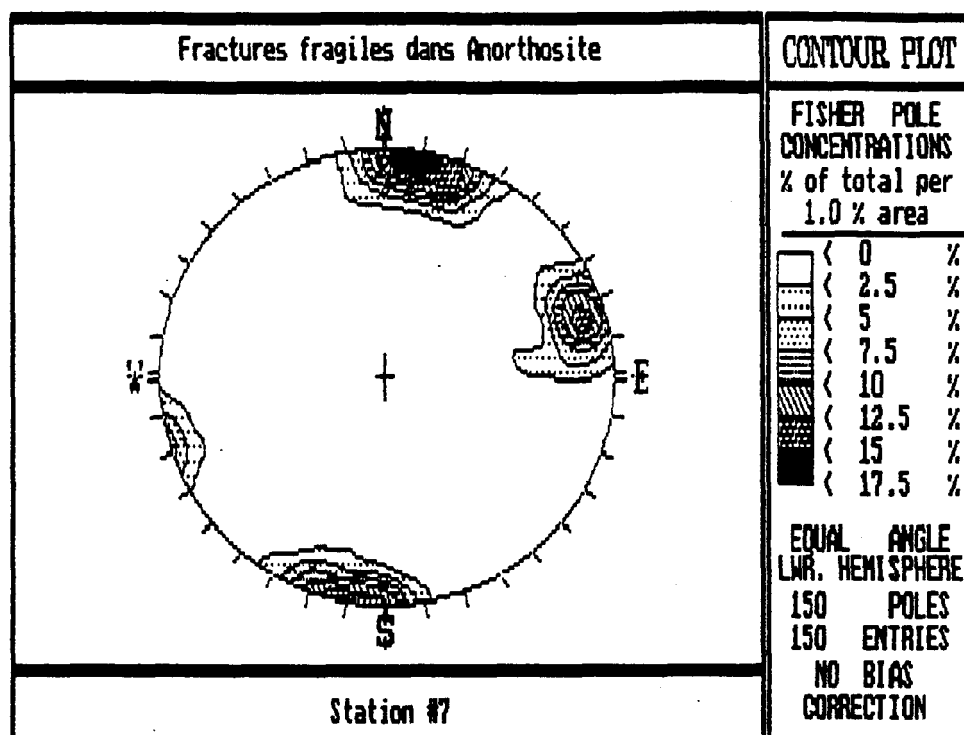 Fractures fragiles dans Anorthosite
N
W
E
S
Station #7
CONTOUR PLOT
FISHER POLE
CONCENTRATIONS
% of total per
1.0 % area
< 0 %
< 2.5 %
< 5 %
< 7.5 %
< 10 %
< 12.5 %
< 15 %
< 17.5 %
EQUAL ANGLE
LWR. HEMISPHERE
150 POLES
150 ENTRIES
NO BIAS
CORRECTION